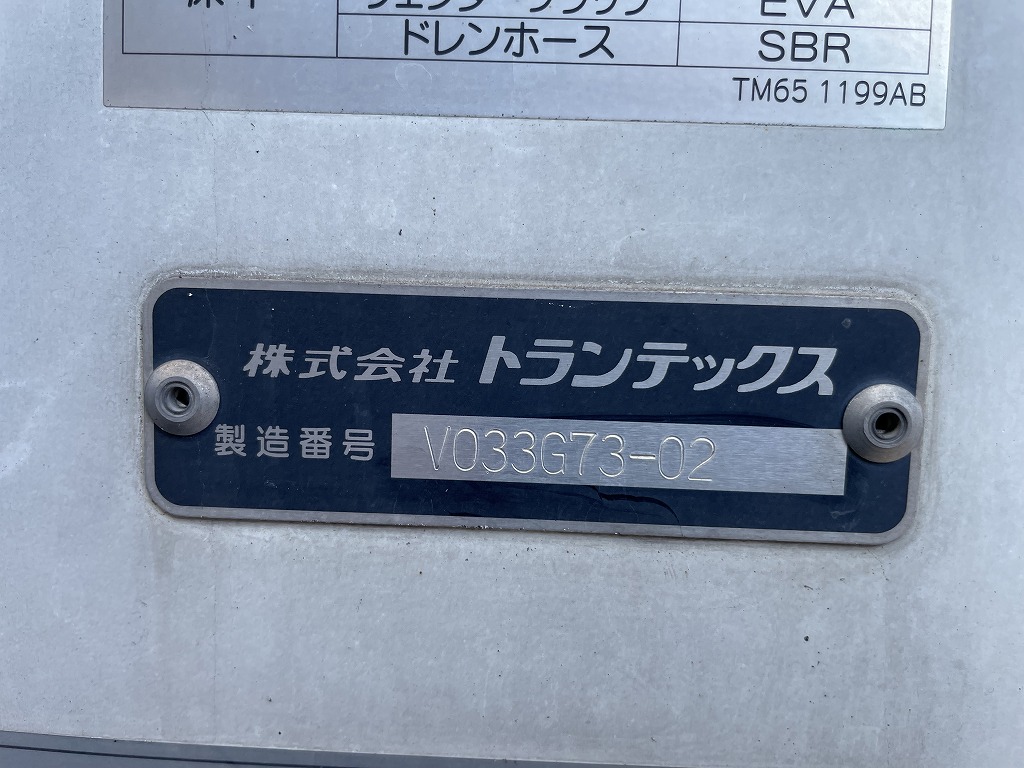 EVA
ドレンホース SBR
TM65 1199AB
株式会社 トランテックス
製造番号 V033G73-02